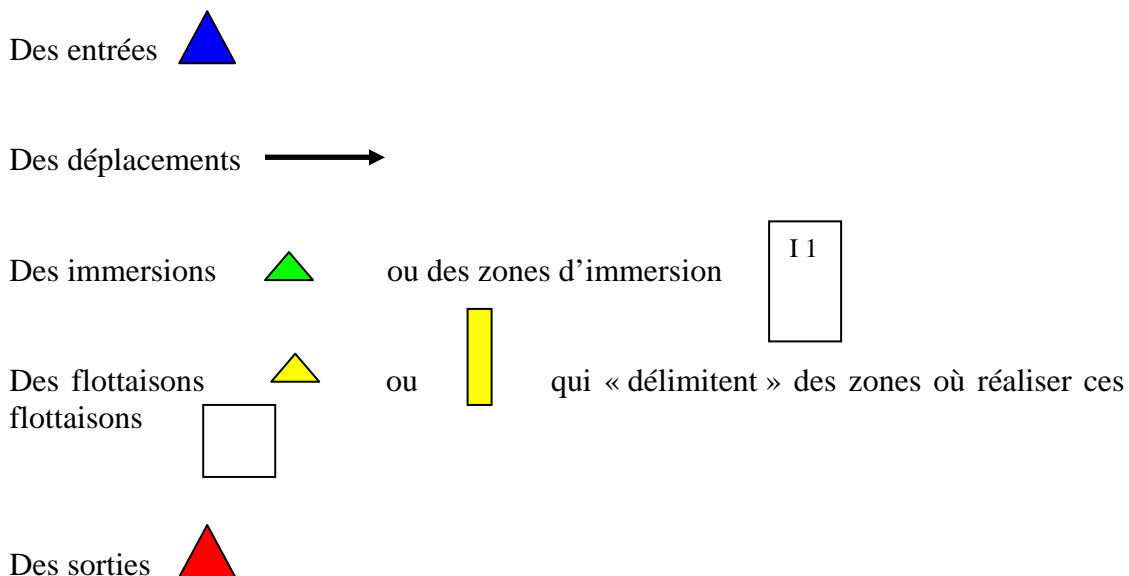 Des entrées
Des déplacements
Des immersions ou des zones d’immersion I 1
Des flottaisons ou qui « délimitent » des zones où réaliser ces
flottaisons
Des sorties